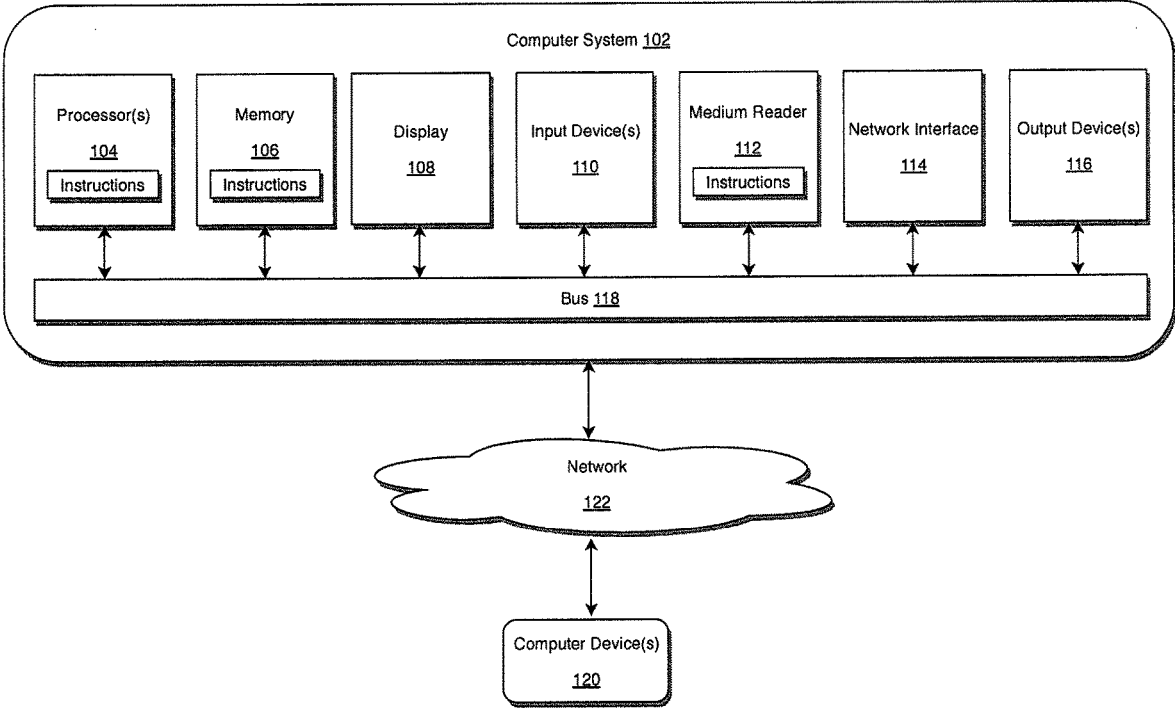 Computer System 102
Processor(s)
104
Instructions
Memory
106
Instructions
Display
108
Input Device(s)
110
Medium Reader
112
Instructions
Network Interface
114
Output Device(s)
116
Bus 118
Network
122
Computer Device(s)
120